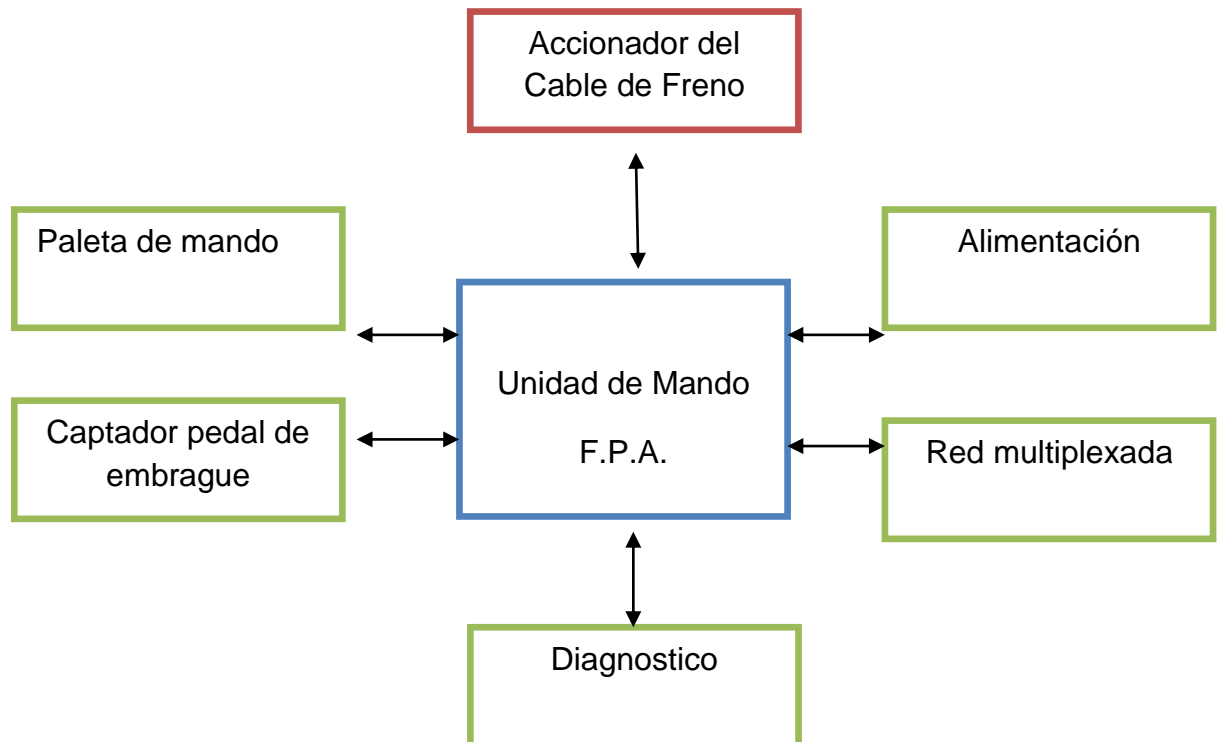 Accionador del
Cable de Freno
Paleta de mando
Alimentación
Unidad de Mando
F.P.A.
Captador pedal de
embrague
Red multiplexada
Diagnostico